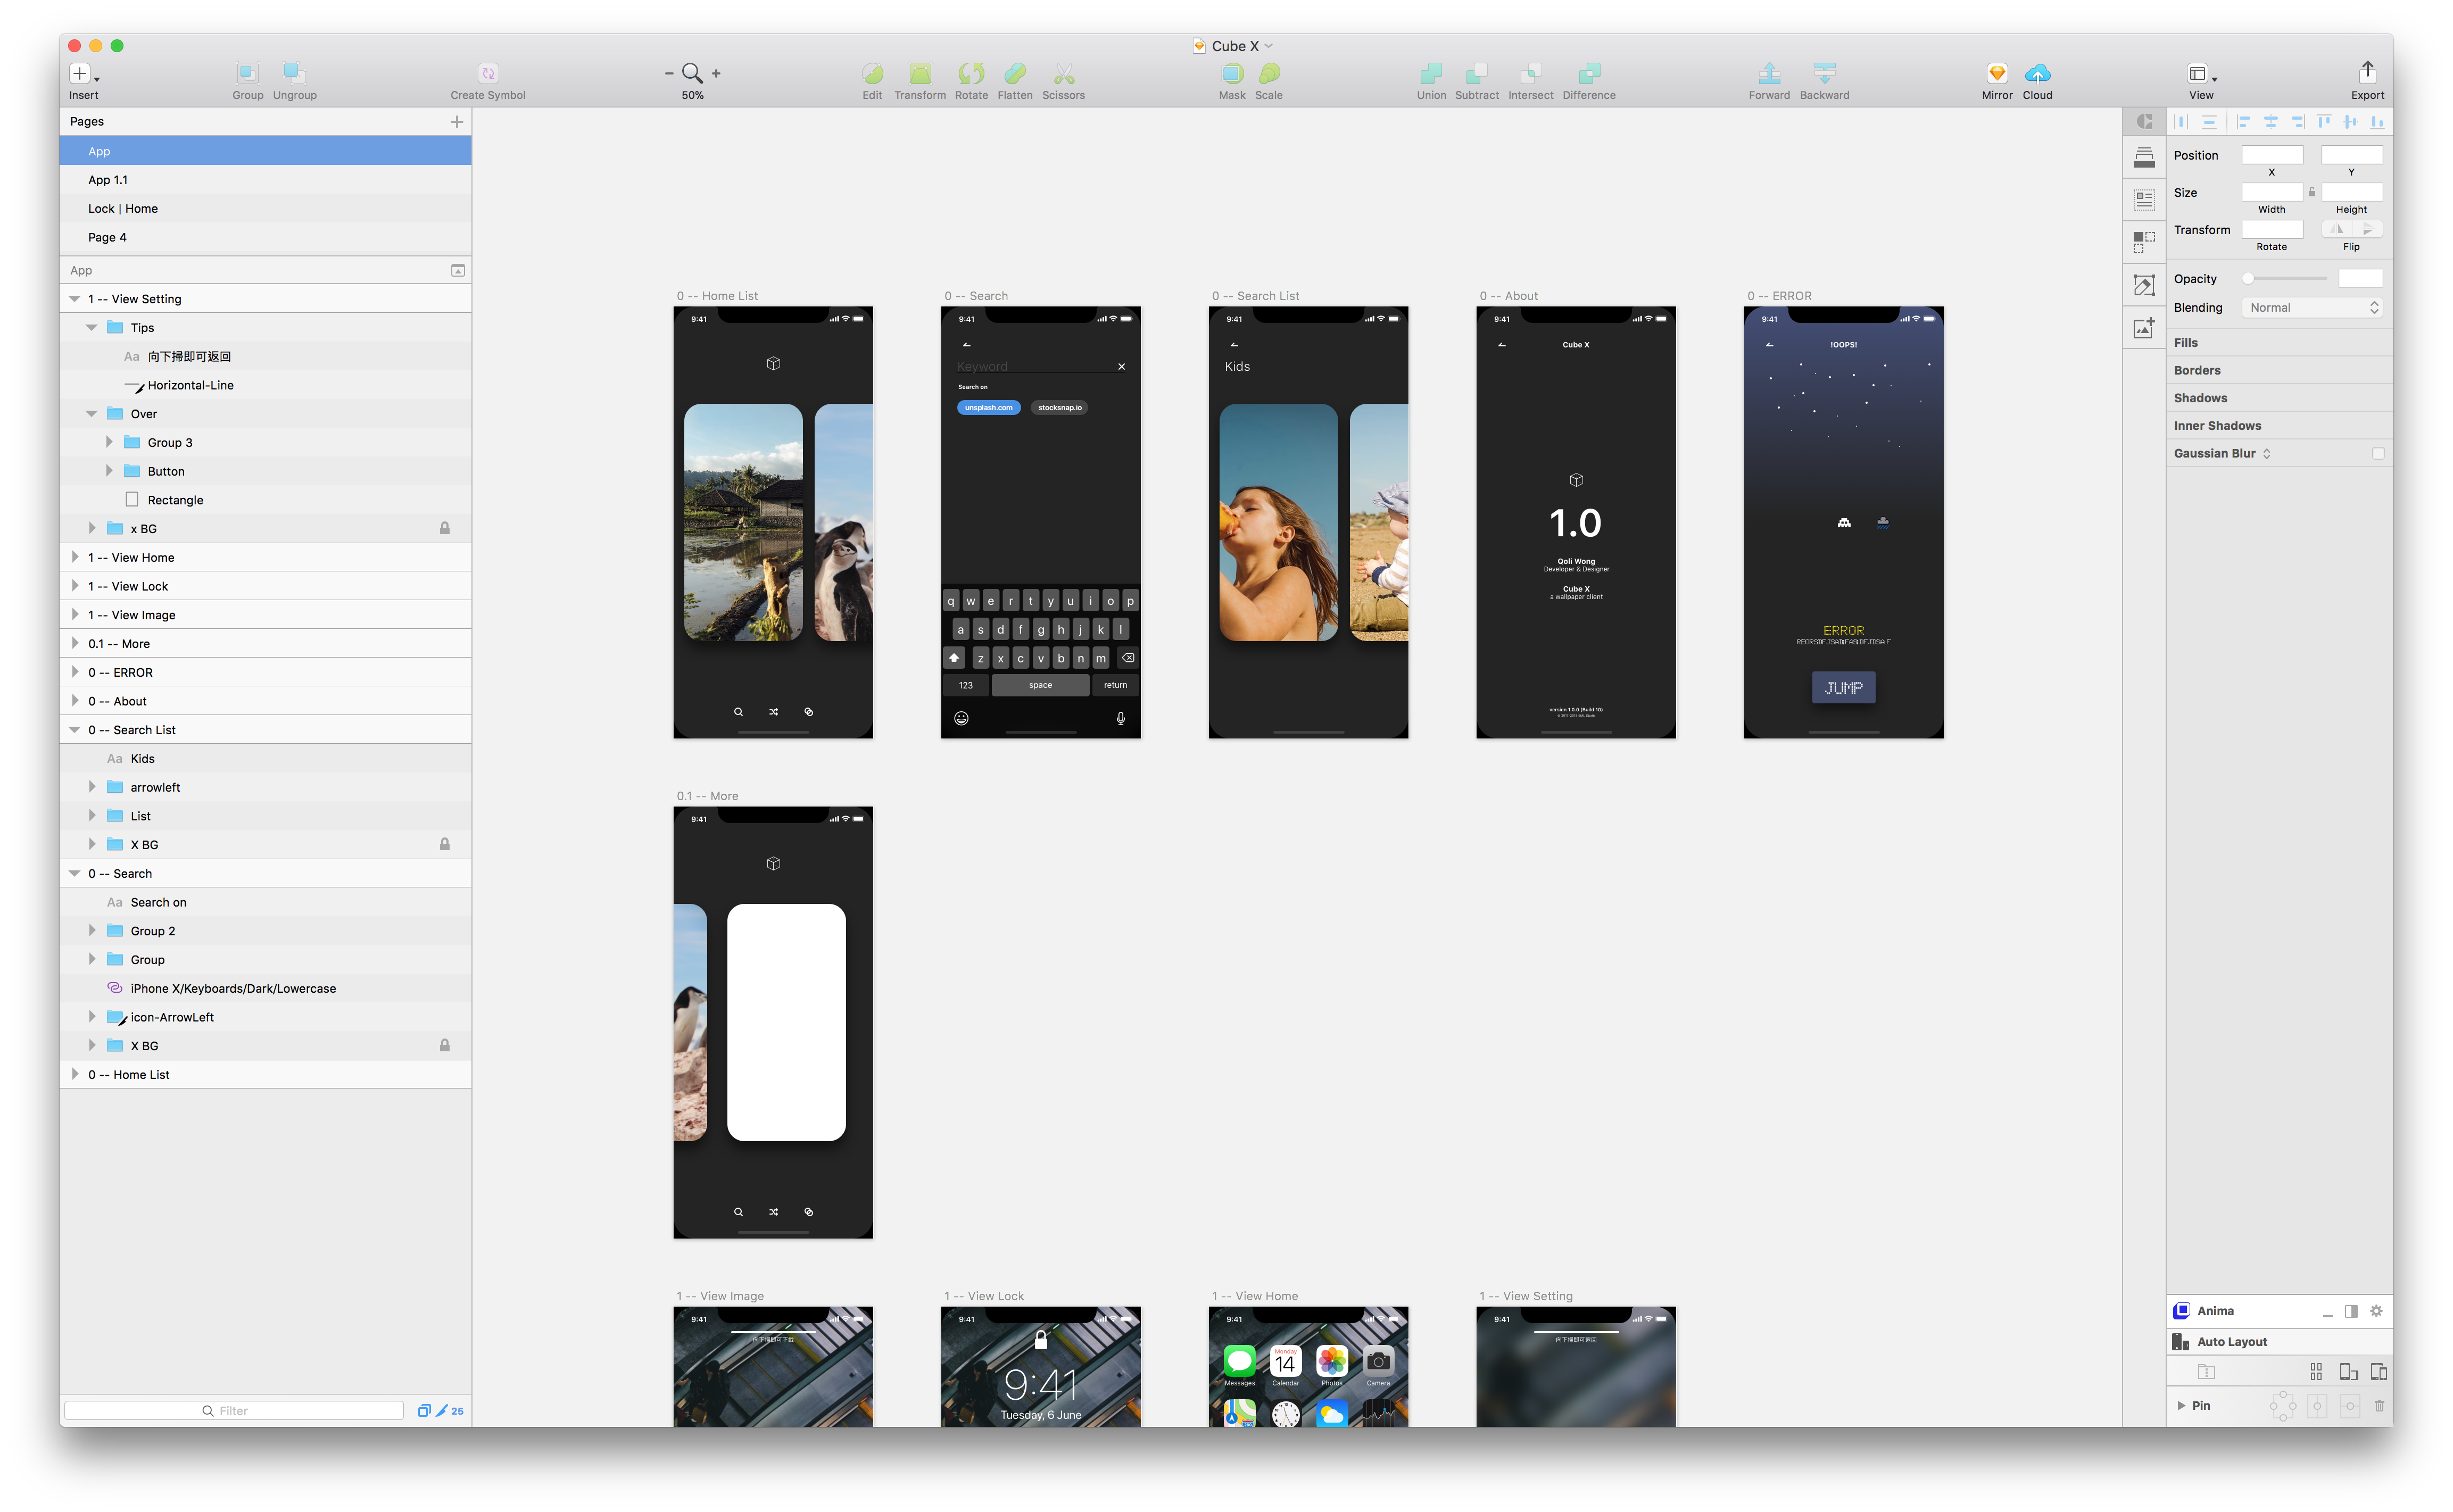 Cube X
Insert
Group
Ungroup
Create Symbol
50%
Edit
Transform
Rotate
Flatten
Scissors
Mask
Scale
Union
Subtract
Intersect
Difference
Forward
Backward
Mirror
Cloud
View
Export
Pages
App
App 1.1
Lock | Home
Page 4
App
1 -- View Setting
Tips
Aa 向下掃即可返回
Horizontal-Line
Over
Group 3
Button
Rectangle
x BG
1 -- View Home
1 -- View Lock
1 -- View Image
0.1 -- More
0 -- ERROR
0 -- About
0 -- Search List
Aa Kids
arrowleft
List
X BG
0 -- Search
Aa Search on
Group 2
Group
iPhone X/Keyboards/Dark/Lowercase
icon-ArrowLeft
X BG
0 -- Home List
Filter
25
0 -- Home List
9:41
0 -- Search
9:41
Keyword
Search on
unsplash.com
stocksnap.io
q w e r t y u i o p
a s d f g h j k l
z x c v b n m
123 space return
0 -- Search List
9:41
Kids
0 -- About
9:41
Cube X
1.0
Qoli Wong
Developer & Designer
Cube X
a wallpaper client
version 1.0.0 (Build 10)
0 -- ERROR
9:41
!OOPS!
ERROR
JUMP
0.1 -- More
9:41
1 -- View Image
9:41
向下掃即可下載
1 -- View Lock
9:41
9:41
Tuesday, 6 June
1 -- View Home
9:41
Monday
14
Messages
Calendar
Photos
Camera
1 -- View Setting
9:41
向下掃即可返回
Position
X
Y
Size
Width
Height
Transform
Rotate
Flip
Opacity
Blending
Normal
Fills
Borders
Shadows
Inner Shadows
Gaussian Blur
Anima
Auto Layout
Pin